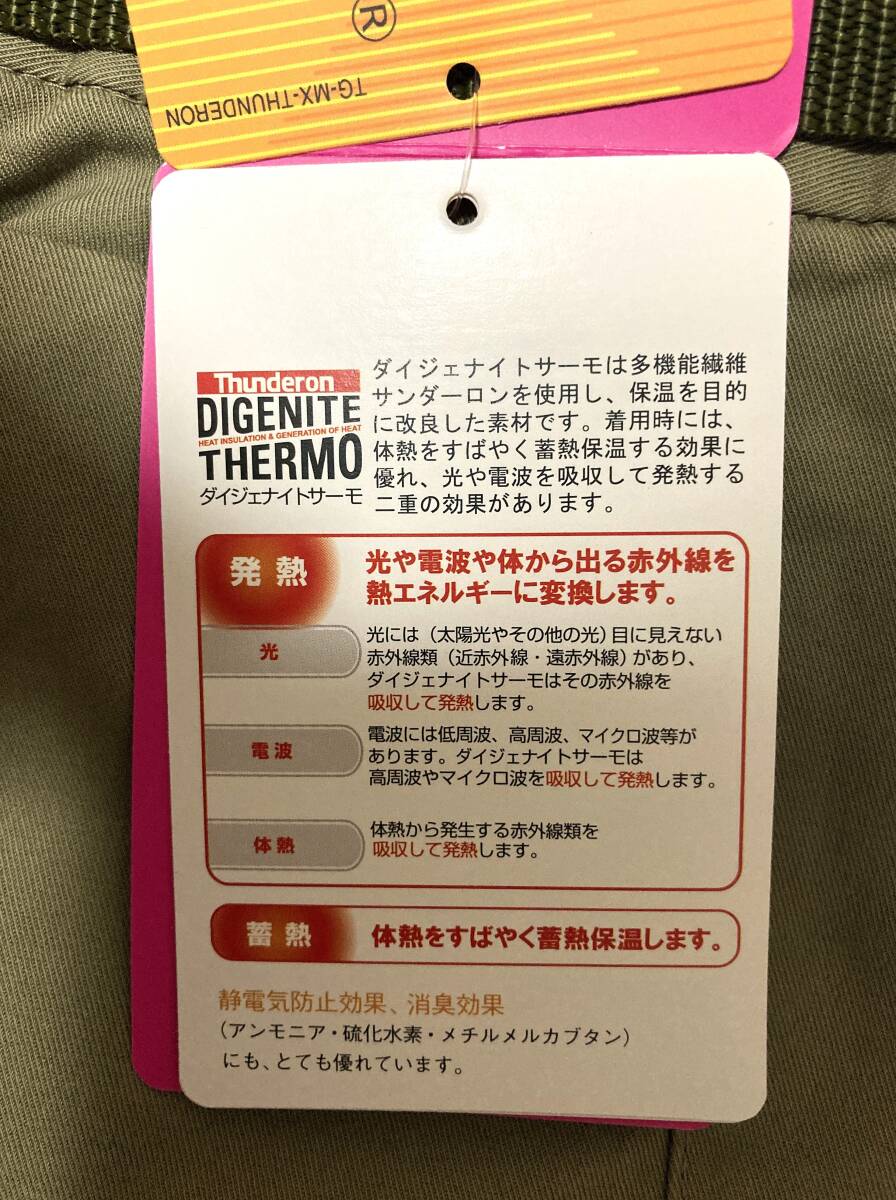 ®
TG-MX-THUNDERON
Thunderon
DIGENITE
HEAT INSULATION & GENERATION OF HEAT
THERMO
ダイジェナイトサーモ
ダイジェナイトサーモは多機能繊維
サンダーロンを使用し、保温を目的
に改良した素材です。着用時には、
体熱をすばやく蓄熱保温する効果に
優れ、光や電波を吸収して発熱する
二重の効果があります。
発熱
光や電波や体から出る赤外線を
熱エネルギーに変換します。
光
光には(太陽光やその他の光)目に見えない
赤外線類(近赤外線・遠赤外線)があり、
ダイジェナイトサーモはその赤外線を
吸収して発熱します。
電波
電波には低周波、高周波、マイクロ波等が
あります。ダイジェナイトサーモは
高周波やマイクロ波を吸収して発熱します。
体熱
体熱から発生する赤外線類を
吸収して発熱します。
蓄熱
体熱をすばやく蓄熱保温します。
静電気防止効果、消臭効果
(アンモニア・硫化水素・メチルメルカブタン)
にも、とても優れています。